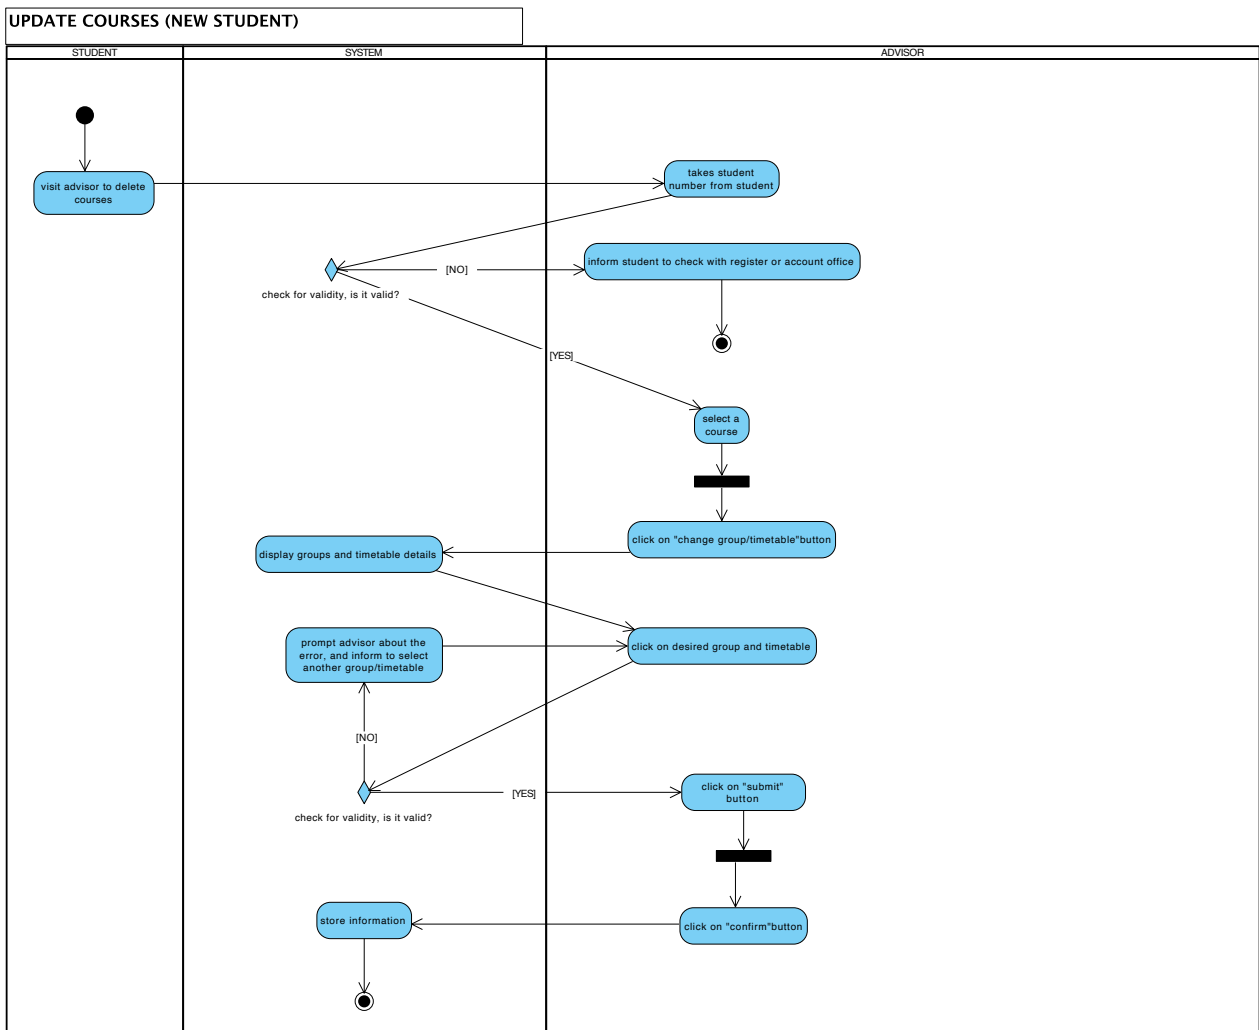 UPDATE COURSES (NEW STUDENT)
STUDENT
SYSTEM
ADVISOR
visit advisor to delete
courses
takes student
number from student
[NO]
inform student to check with register or account office
check for validity, is it valid?
[YES]
select a
course
click on "change group/timetable"button
display groups and timetable details
prompt advisor about the
error, and inform to select
another group/timetable
click on desired group and timetable
[NO]
click on "submit"
button
[YES]
check for validity, is it valid?
store information
click on "confirm"button